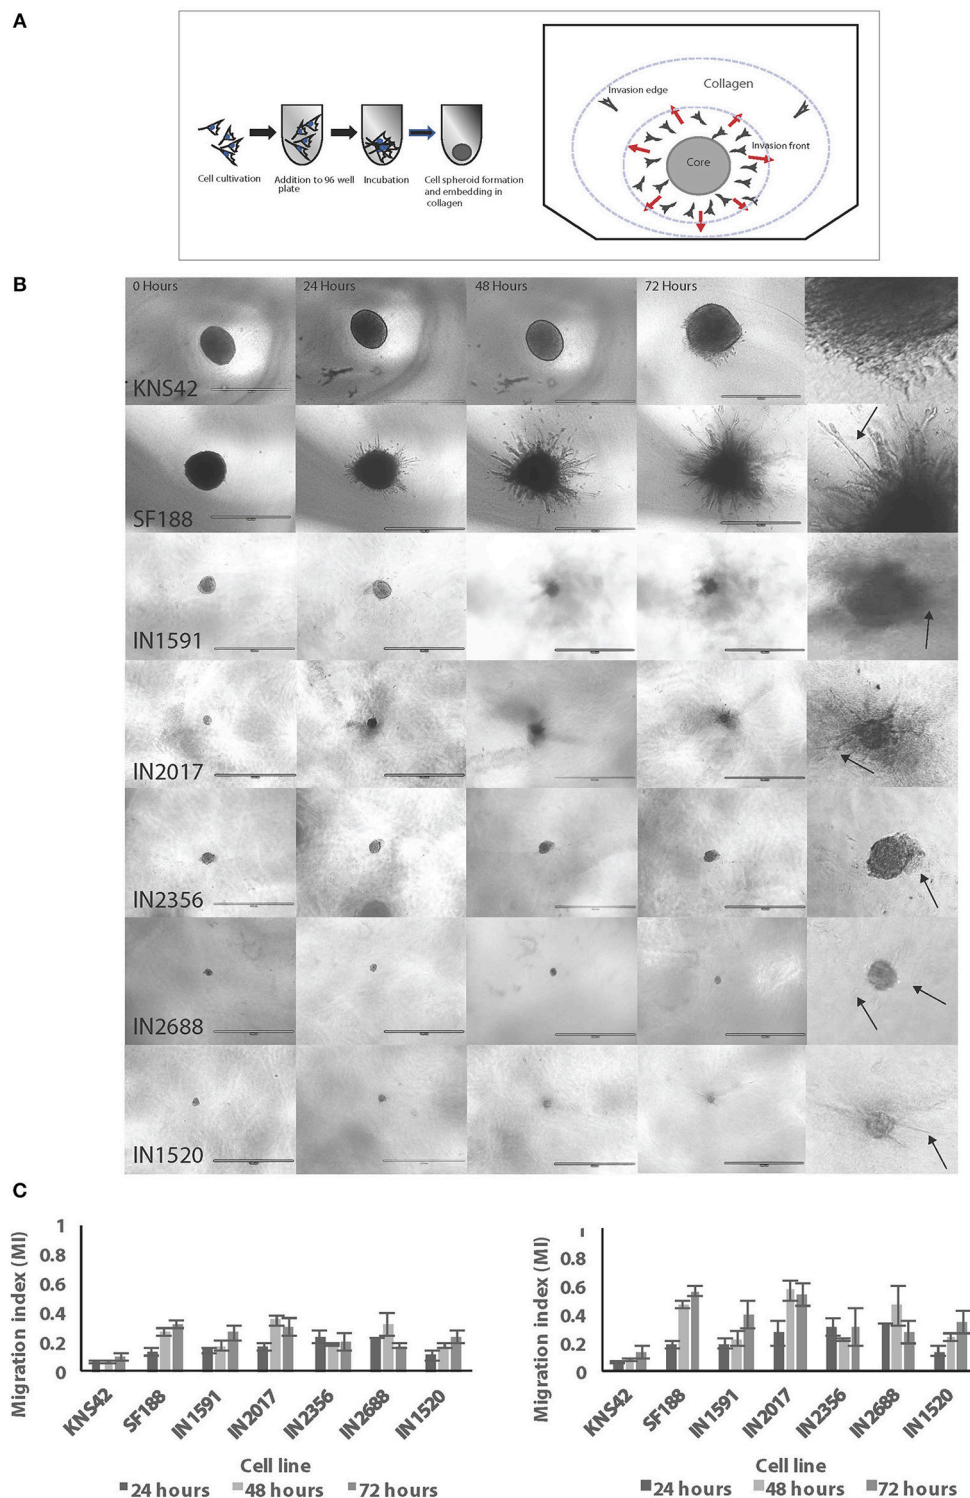 A
Collagen
Invasion edge
Invasion front
Core
Cell cultivation
Addition to 96 well
plate
Incubation
Cell spheroid formation
and embedding in
collagen
B
0 Hours
24 Hours
48 Hours
72 Hours
KNS42
SF188
IN1591
IN2017
IN2356
IN2688
IN1520
C
Migration index (MI)
1
0.8
0.6
0.4
0.2
0
KNS42
SF188
IN1591
IN2017
IN2356
IN2688
IN1520
Cell line
24 hours
48 hours
72 hours
Migration index (MI)
0.8
0.6
0.4
0.2
0
KNS42
SF188
IN1591
IN2017
IN2356
IN2688
IN1520
Cell line
24 hours
48 hours
72 hours